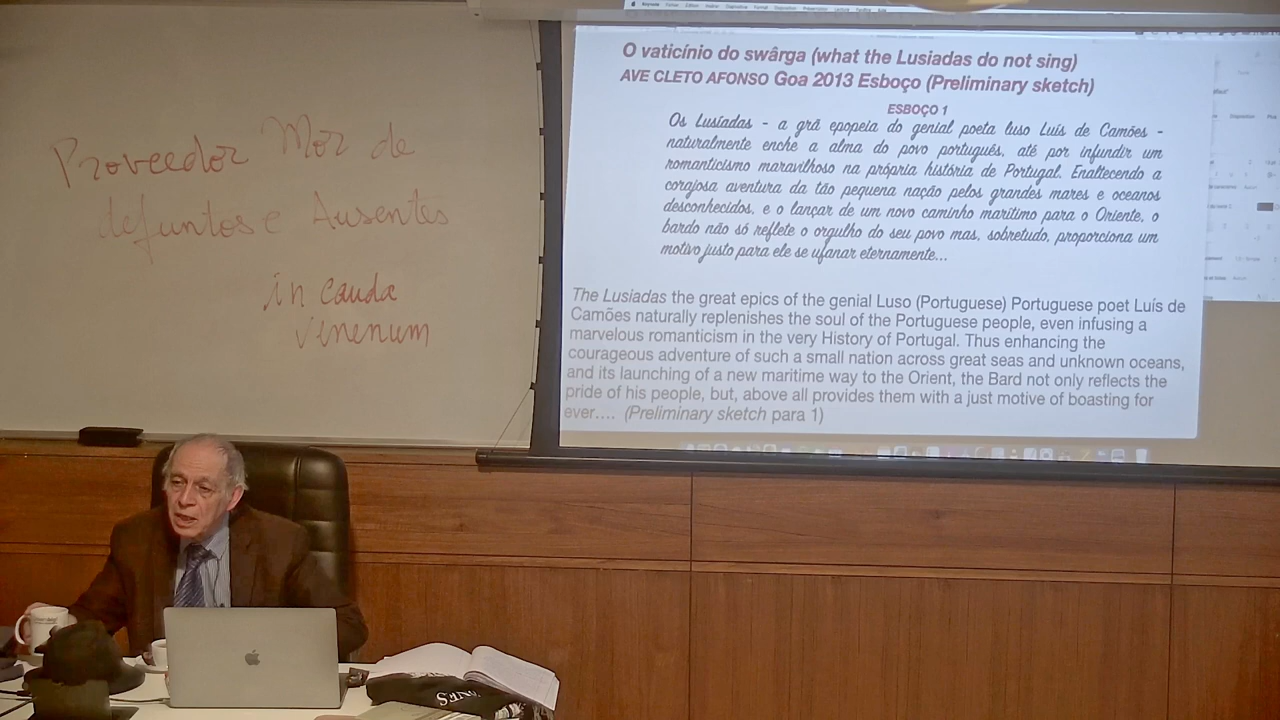 Proveedor Mor de
defuntos e Ausentes
in cauda
venenum
O vaticínio do swârga (what the Lusiadas do not sing)
AVE CLETO AFONSO Goa 2013 Esboço (Preliminary sketch)
ESBOÇO 1
Os Lusíadas - a grã epopeia do genial poeta luso Luís de Camões -
naturalmente enche a alma do povo português, até por infundir um
romanticismo maravilhoso na própria história de Portugal. Enaltecendo a
corajosa aventura da tão pequena nação pelos grandes mares e oceanos
desconhecidos, e o lançar de um novo caminho marítimo para o Oriente, o
bardo não só reflete o orgulho do seu povo mas, sobretudo, proporciona um
motivo justo para ele se ufanar eternamente...
The Lusiadas the great epics of the genial Luso (Portuguese) Portuguese poet Luís de
Camões naturally replenishes the soul of the Portuguese people, even infusing a
marvelous romanticism in the very History of Portugal. Thus enhancing the
courageous adventure of such a small nation across great seas and unknown oceans,
and its launching of a new maritime way to the Orient, the Bard not only reflects the
pride of his people, but, above all provides them with a just motive of boasting for
ever.... (Preliminary sketch para 1)